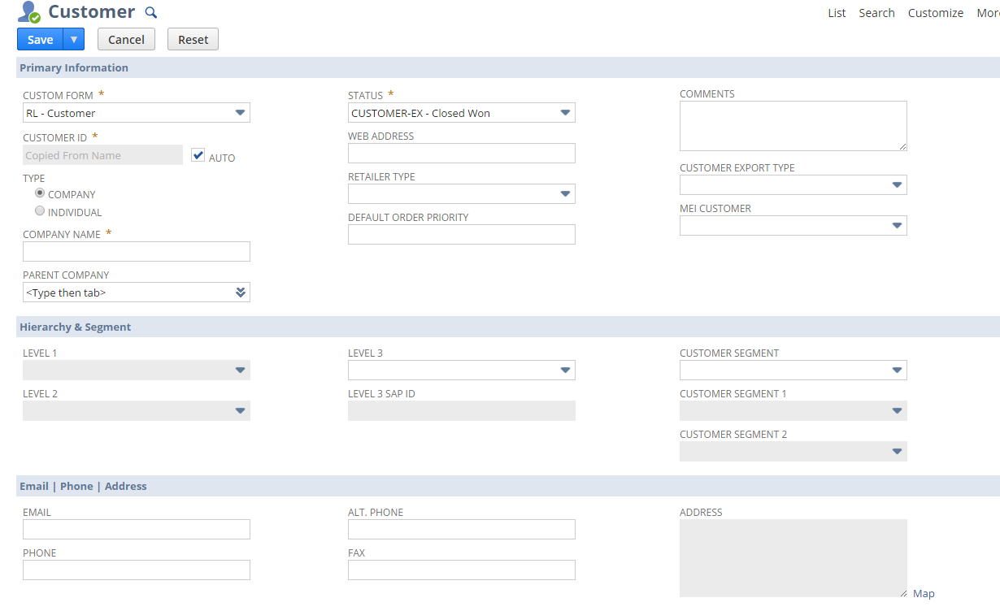 Customer
List Search Customize
Save Cancel Reset
Primary Information
CUSTOM FORM *
RL - Customer
CUSTOMER ID *
Copied From Name
AUTO
TYPE
COMPANY
INDIVIDUAL
COMPANY NAME *
PARENT COMPANY
<Type then tab>
STATUS *
CUSTOMER-EX - Closed Won
WEB ADDRESS
RETAILER TYPE
DEFAULT ORDER PRIORITY
COMMENTS
CUSTOMER EXPORT TYPE
MEI CUSTOMER
Hierarchy & Segment
LEVEL 1
LEVEL 2
LEVEL 3
LEVEL 3 SAP ID
CUSTOMER SEGMENT
CUSTOMER SEGMENT 1
CUSTOMER SEGMENT 2
Email | Phone | Address
EMAIL
PHONE
ALT. PHONE
FAX
ADDRESS
Map